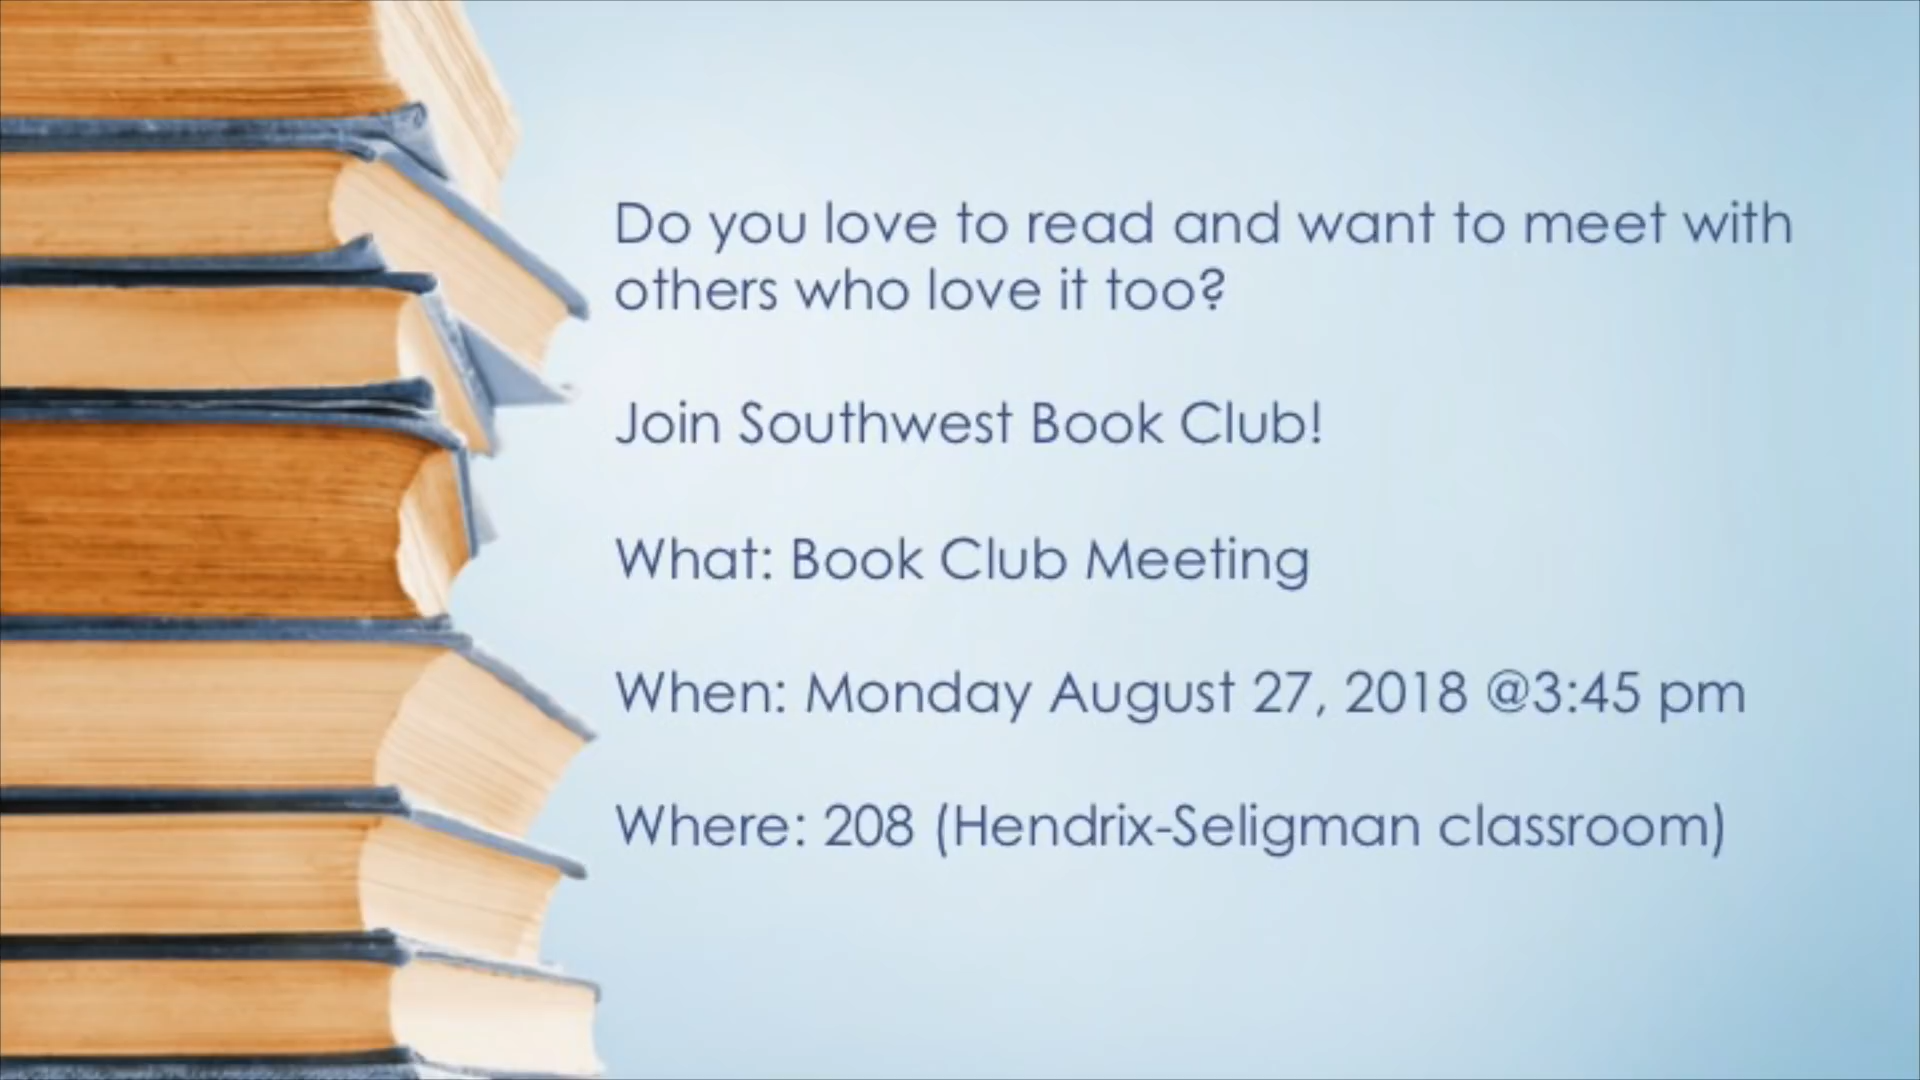 Do you love to read and want to meet with
others who love it too?
Join Southwest Book Club!
What: Book Club Meeting
When: Monday August 27, 2018 @3:45 pm
Where: 208 (Hendrix-Seligman classroom)